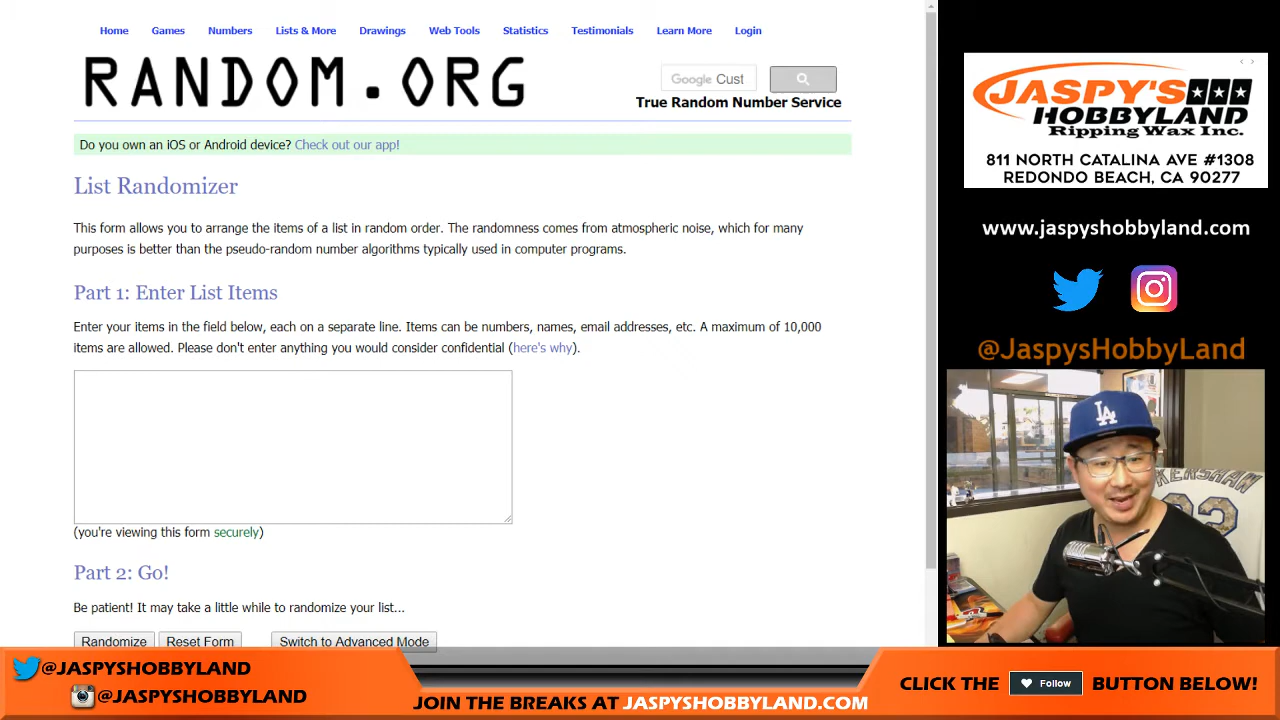 Home Games Numbers Lists & More Drawings Web Tools Statistics Testimonials Learn More Login
RANDOM.ORG
Google Cust
True Random Number Service
Do you own an iOS or Android device? Check out our app!
List Randomizer
This form allows you to arrange the items of a list in random order. The randomness comes from atmospheric noise, which for many
purposes is better than the pseudo-random number algorithms typically used in computer programs.
Part 1: Enter List Items
Enter your items in the field below, each on a separate line. Items can be numbers, names, email addresses, etc. A maximum of 10,000
items are allowed. Please don't enter anything you would consider confidential (here's why).
(you're viewing this form securely)
Part 2: Go!
Be patient! It may take a little while to randomize your list...
Randomize Reset Form Switch to Advanced Mode
JASPY'S
HOBBYLAND
Ripping Wax Inc.
811 NORTH CATALINA AVE #1308
REDONDO BEACH, CA 90277
www.jaspyshobbyland.com
@JaspysHobbyLand
LA
KERSHAW
22
@JASPYSHOBBYLAND
@JASPYSHOBBYLAND
JOIN THE BREAKS AT JASPYSHOBBYLAND.COM
CLICK THE Follow BUTTON BELOW!